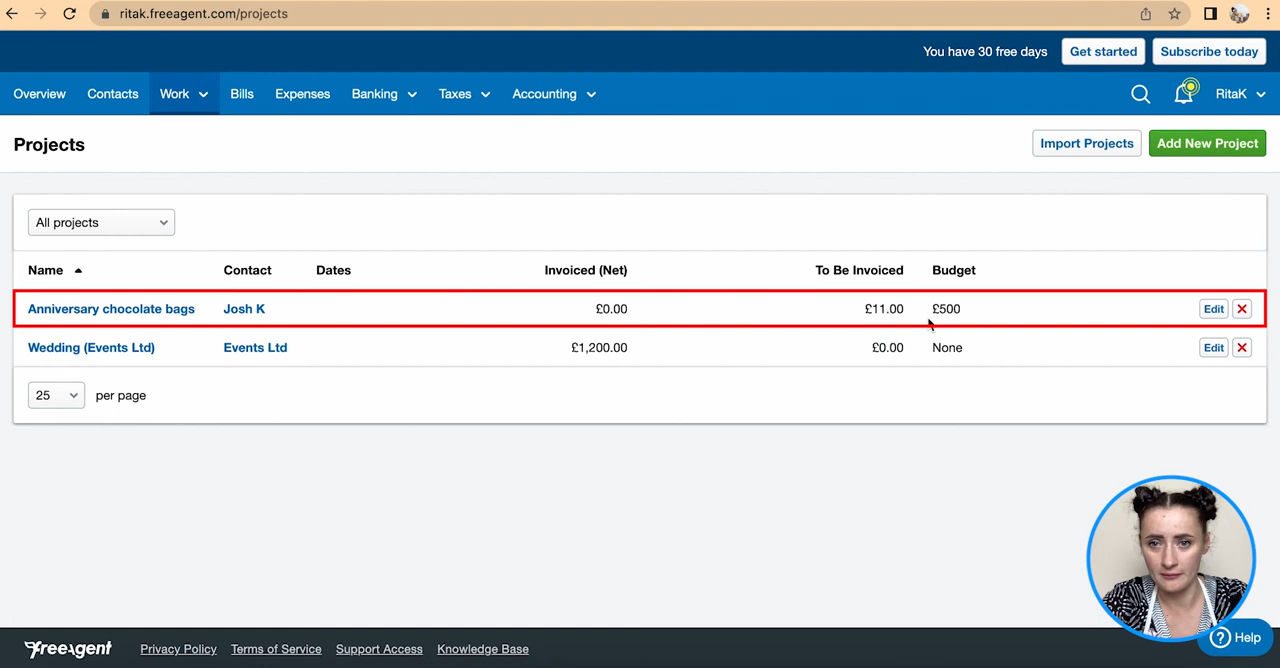 ritak.freeagent.com/projects
You have 30 free days Get started Subscribe today
Overview Contacts Work Bills Expenses Banking Taxes Accounting RitaK
Projects Import Projects Add New Project
All projects
Name Contact Dates Invoiced (Net) To Be Invoiced Budget
Anniversary chocolate bags Josh K £0.00 £11.00 £500 Edit
Wedding (Events Ltd) Events Ltd £1,200.00 £0.00 None Edit
25 per page
Help
freeagent Privacy Policy Terms of Service Support Access Knowledge Base